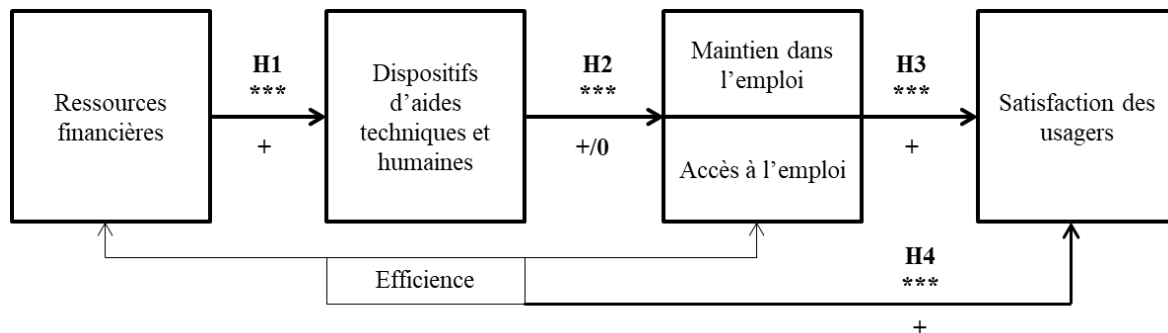 Ressources
financières
H1
***
+
Dispositifs
d’aides
techniques et
humaines
H2
***
+/0
Maintien dans
l’emploi
Accès à l’emploi
H3
***
+
Satisfaction des
usagers
Efficience
H4
***
+